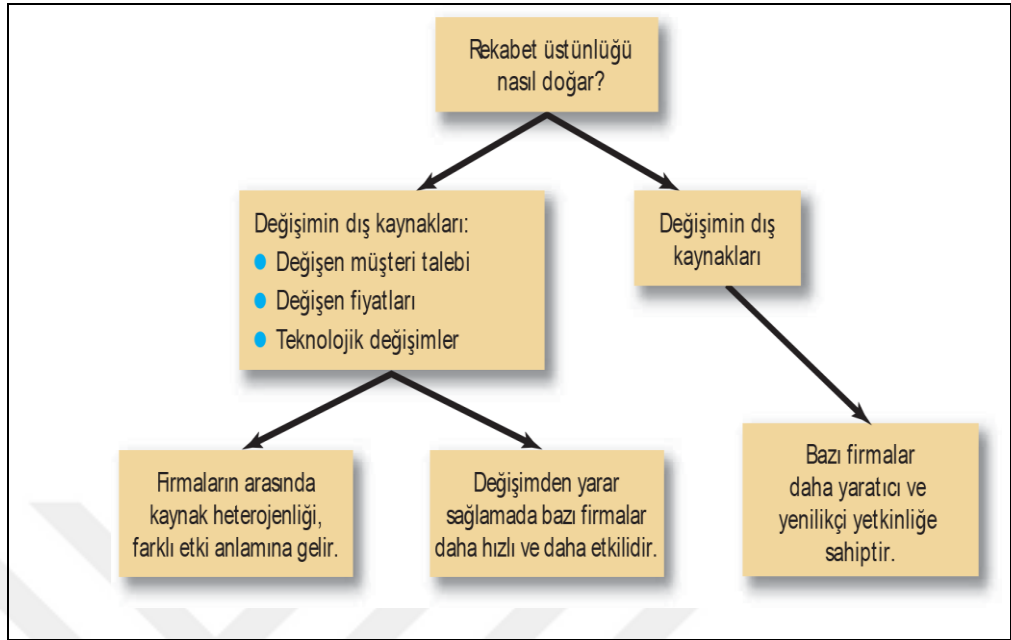 Rekabet üstünlüğü
nasıl doğar?
Değişimin dış kaynakları:
● Değişen müşteri talebi
● Değişen fiyatları
● Teknolojik değişimler
Değişimin dış
kaynakları
Firmaların arasında
kaynak heterojenliği,
farklı etki anlamına gelir.
Değişimden yarar
sağlamada bazı firmalar
daha hızlı ve daha etkilidir.
Bazı firmalar
daha yaratıcı ve
yenilikçi yetkinliğe
sahiptir.